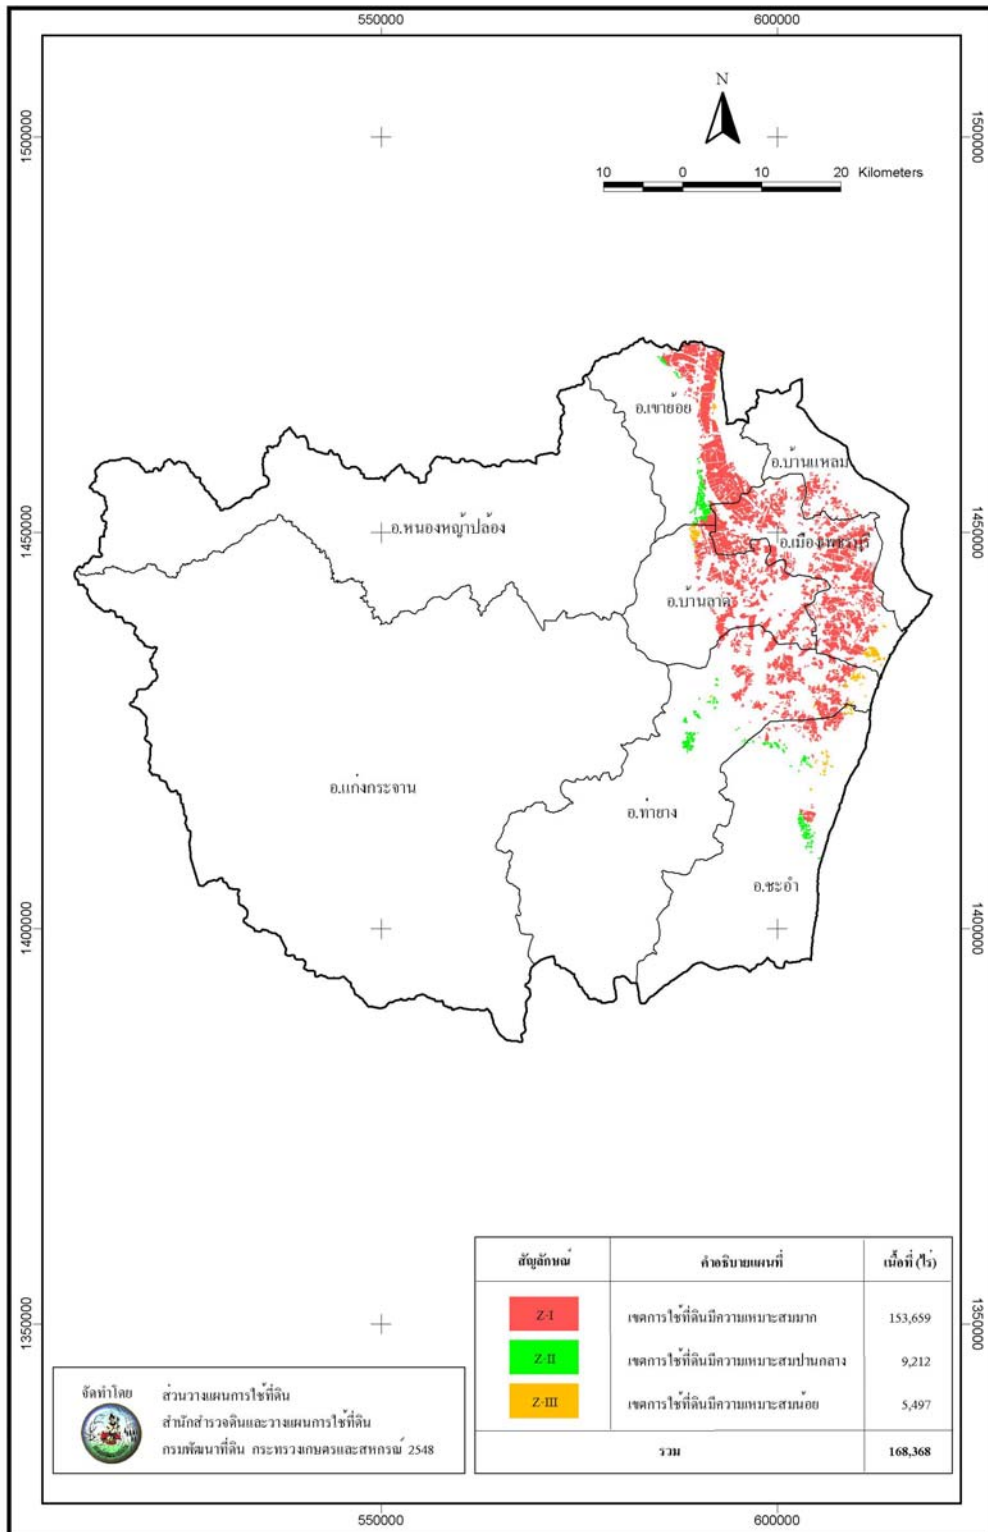 550000
600000
N
1500000
1500000
10 0 10 20 Kilometers
อ.เขาย้อย
อ.บ้านแหลม
อ.หนองหญ้าปล้อง
1450000
1450000
อ.เมืองเพชรบุรี
อ.บ้านลาด
อ.แก่งกระจาน
อ.ท่ายาง
อ.ชะอำ
1400000
1400000
สัญลักษณ์ คำอธิบายแผนที่ เนื้อที่ (ไร่)
Z-I เขตการใช้ที่ดินมีความเหมาะสมมาก 153,659
Z-II เขตการใช้ที่ดินมีความเหมาะสมปานกลาง 9,212
Z-III เขตการใช้ที่ดินมีความเหมาะสมน้อย 5,497
รวม 168,368
1350000
1350000
จัดทำโดย ส่วนวางแผนการใช้ที่ดิน
สำนักสำรวจดินและวางแผนการใช้ที่ดิน
กรมพัฒนาที่ดิน กระทรวงเกษตรและสหกรณ์ 2548
550000
600000